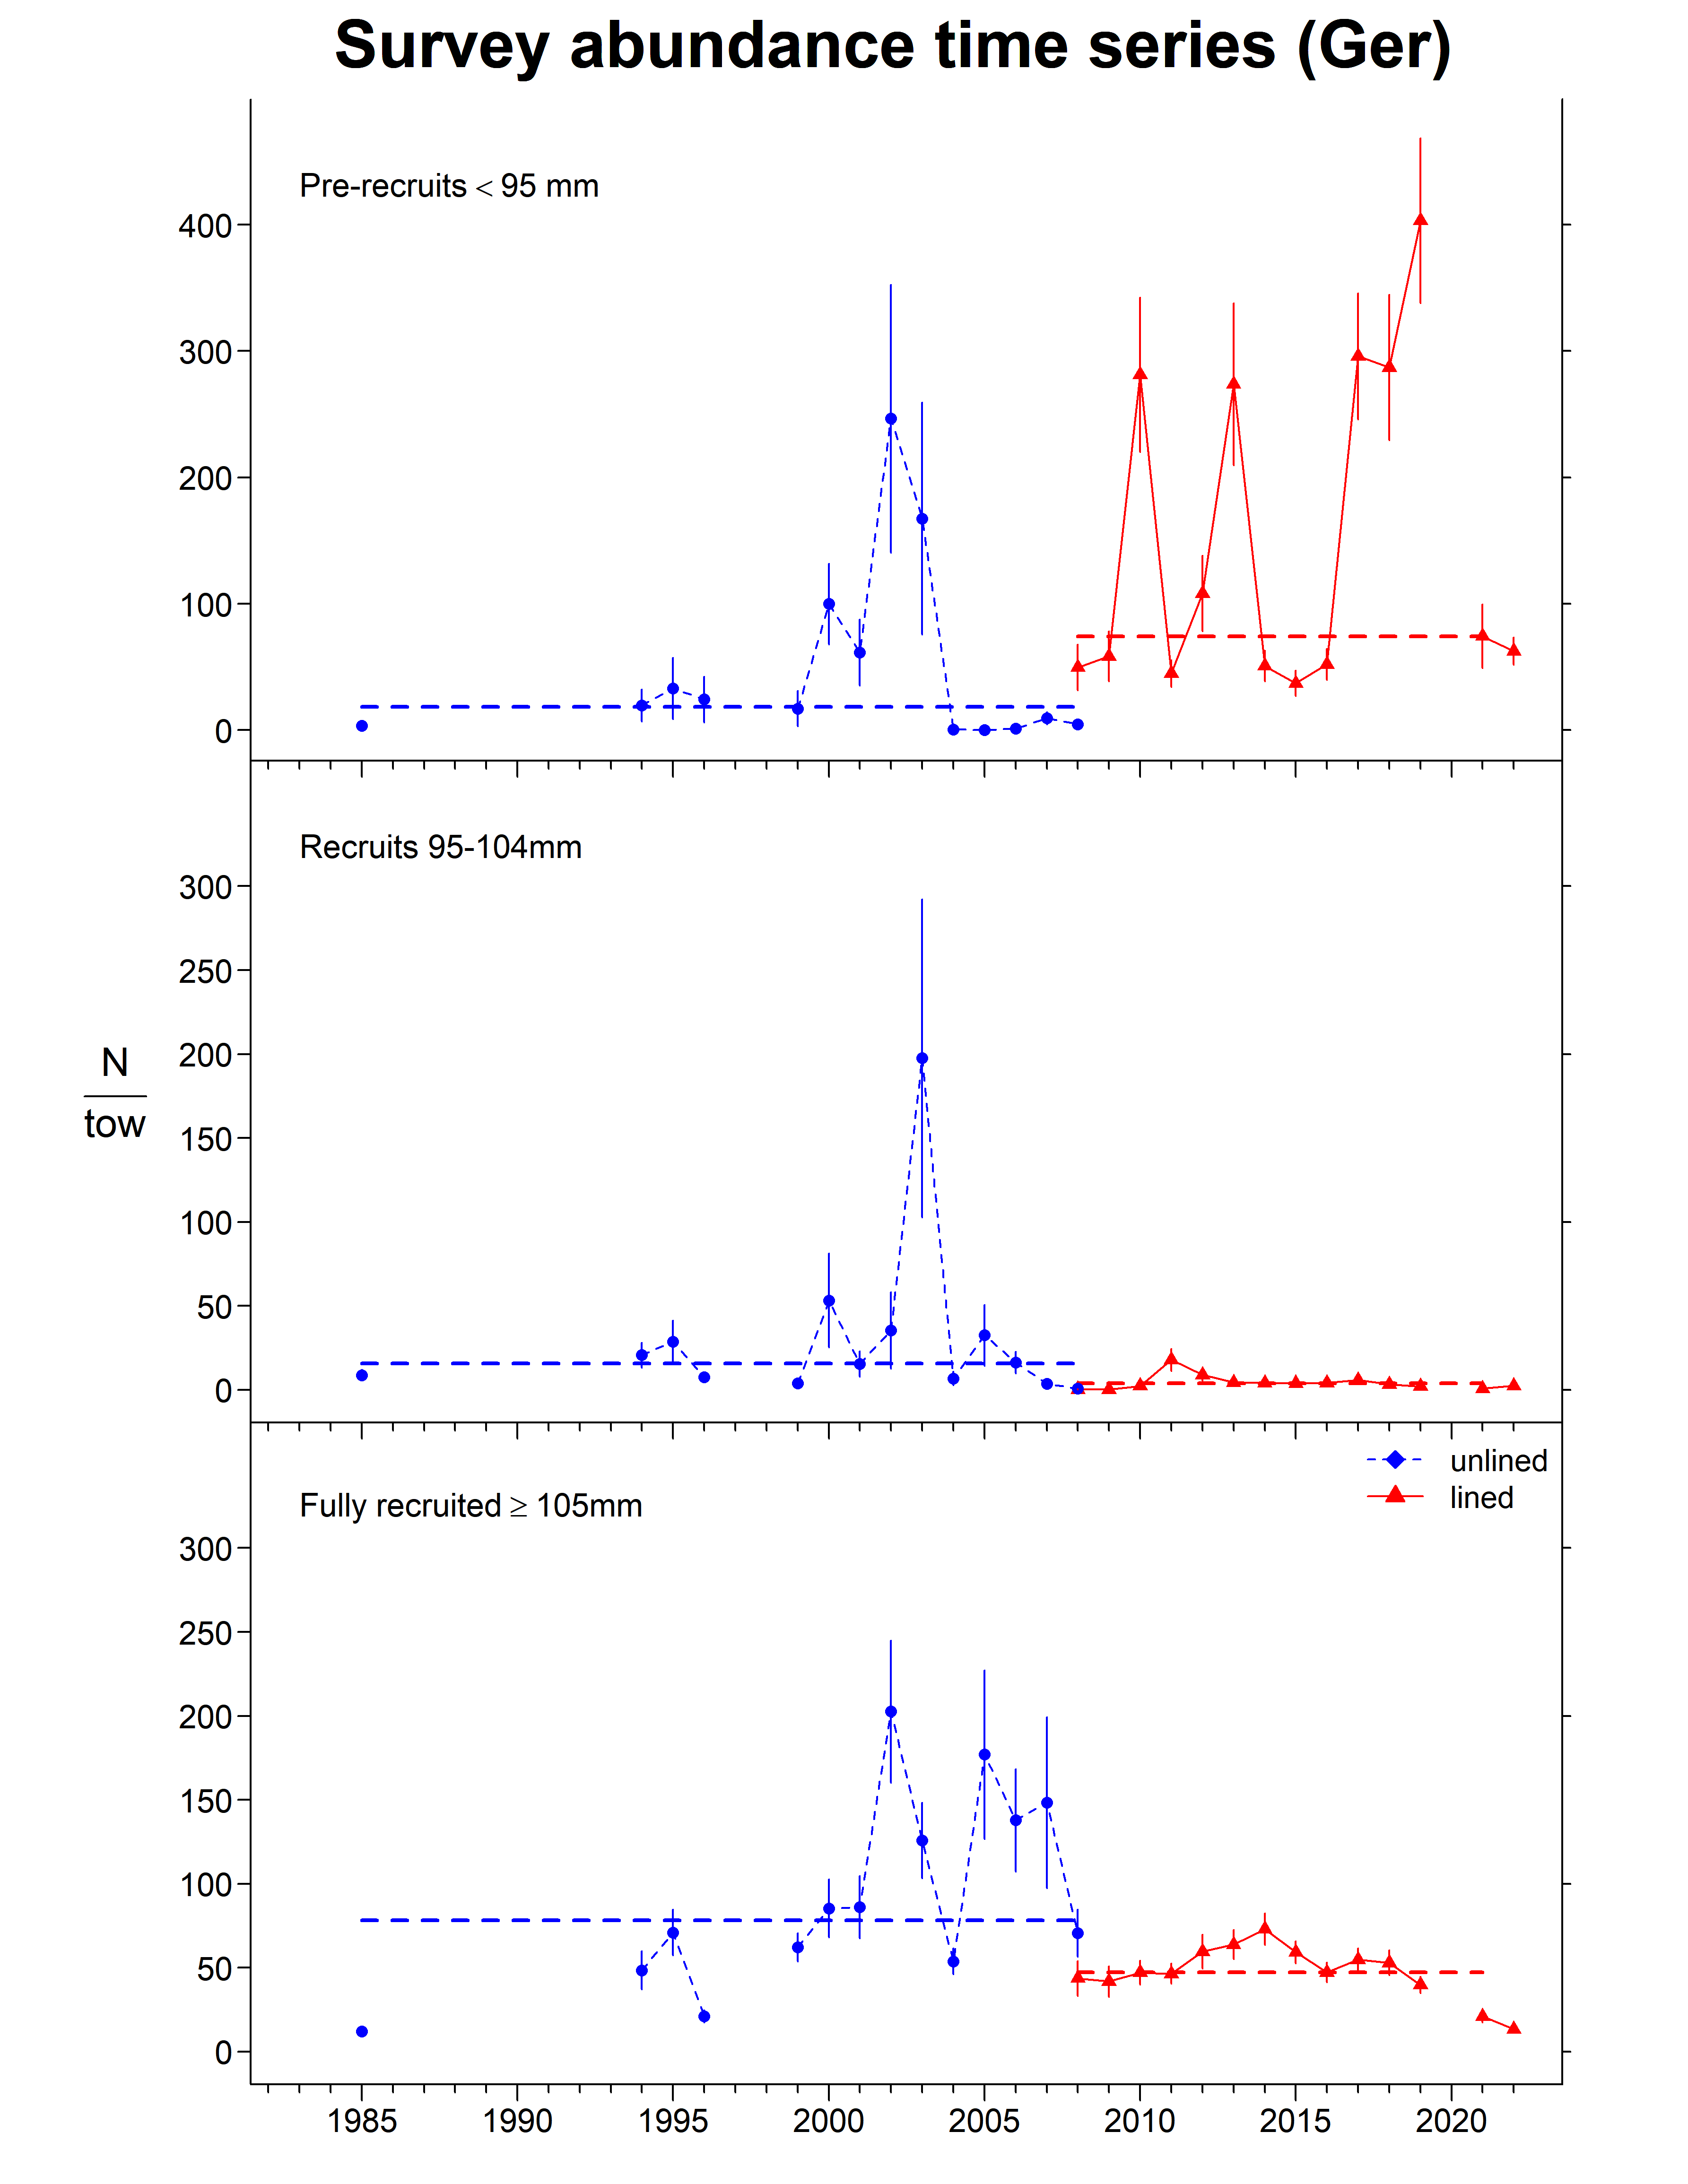 Survey abundance time series (Ger)
Pre-recruits < 95 mm
400
300
200
100
0
Recruits 95-104mm
300
250
200
150
100
50
0
N
tow
unlined
lined
Fully recruited ≥ 105mm
300
250
200
150
100
50
0
1985 1990 1995 2000 2005 2010 2015 2020